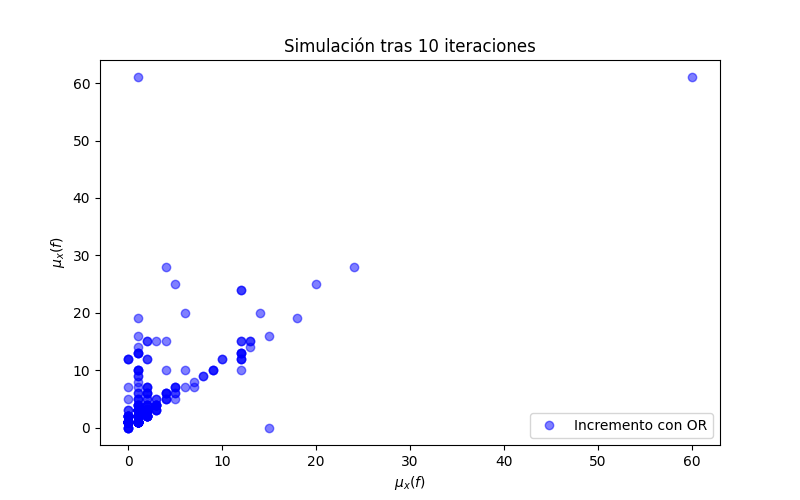 Simulación tras 10 iteraciones
60
50
40
30
20
10
0
μx(f)
0 10 20 30 40 50 60
μx(f)
Incremento con OR